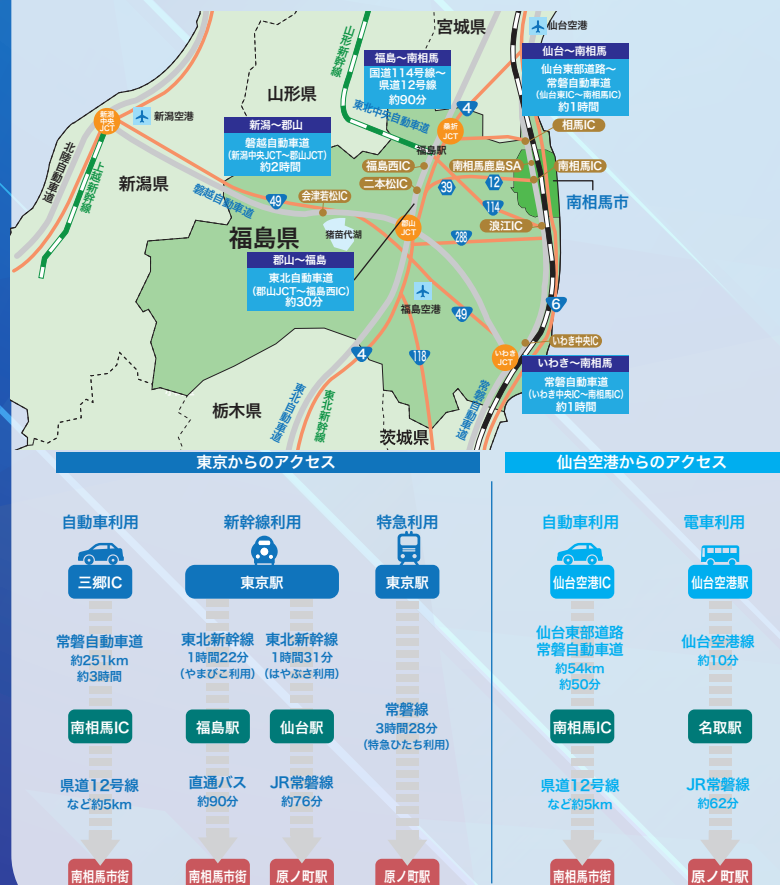 宮城県
仙台空港
山形新幹線
福島~南相馬
国道114号線~
県道12号線
約90分
仙台~南相馬
仙台東部道路~
常磐自動車道
(仙台東IC~南相馬IC)
約1時間
山形県
東北中央自動車道
4
新潟中央JCT
新潟空港
新潟~郡山
磐越自動車道
(新潟中央JCT~郡山JCT)
約2時間
桑折JCT
相馬IC
福島駅
北陸自動車道
上越新幹線
新潟県
福島西IC
南相馬鹿島SA
南相馬IC
二本松IC
39
12
南相馬市
磐越自動車道
49
会津若松IC
114
浪江IC
福島県
猪苗代湖
郡山JCT
288
郡山~福島
東北自動車道
(郡山JCT~福島西IC)
約30分
福島空港
49
6
4
118
いわきJCT
いわき中央IC
いわき~南相馬
常磐自動車道
(いわき中央IC~南相馬IC)
約1時間
栃木県
東北自動車道
東北新幹線
常磐自動車道
茨城県
東京からのアクセス
自動車利用
新幹線利用
特急利用
三郷IC
東京駅
東京駅
常磐自動車道
約251km
約3時間
東北新幹線
1時間22分
(やまびこ利用)
東北新幹線
1時間31分
(はやぶさ利用)
常磐線
3時間28分
(特急ひたち利用)
南相馬IC
福島駅
仙台駅
県道12号線
など約5km
直通バス
約90分
JR常磐線
約76分
南相馬市街
南相馬市街
原ノ町駅
原ノ町駅
仙台空港からのアクセス
自動車利用
電車利用
仙台空港IC
仙台空港駅
仙台東部道路
常磐自動車道
約54km
約50分
仙台空港線
約10分
南相馬IC
名取駅
県道12号線
など約5km
JR常磐線
約62分
南相馬市街
原ノ町駅